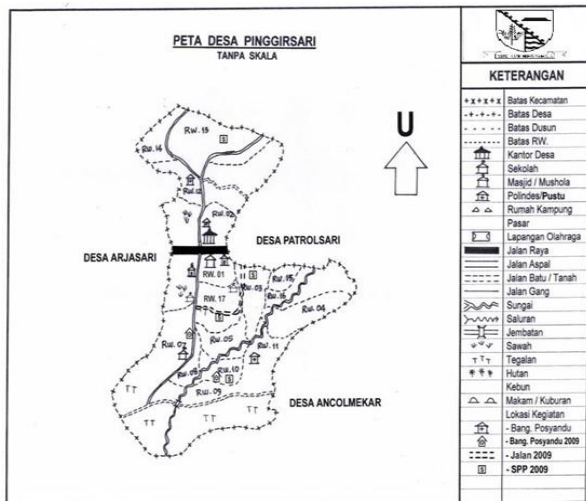 PETA DESA PINGGIRSARI
TANPA SKALA
U
RW. 13
RW. 14
RW. 12
RW. 02
DESA PATROLSARI
DESA ARJASARI
RW. 01
RW. 17
RW. 03
RW. 15
RW. 16
RW. 04
RW. 05
RW. 07
RW. 11
RW. 08
RW. 10
RW. 09
DESA ANCOLMEKAR
KETERANGAN
Batas Kecamatan
Batas Desa
Batas Dusun
Batas RW.
Kantor Desa
Sekolah
Masjid / Mushola
Polindes/Pustu
Rumah Kampung
Pasar
Lapangan Olahraga
Jalan Raya
Jalan Aspal
Jalan Batu / Tanah
Jalan Gang
Sungai
Saluran
Jembatan
Sawah
Tegalan
Hutan
Kebun
Makam / Kuburan
Lokasi Kegiatan
- Bang. Posyandu
- Bang. Posyandu 2009
- Jalan 2009
- SPP 2009